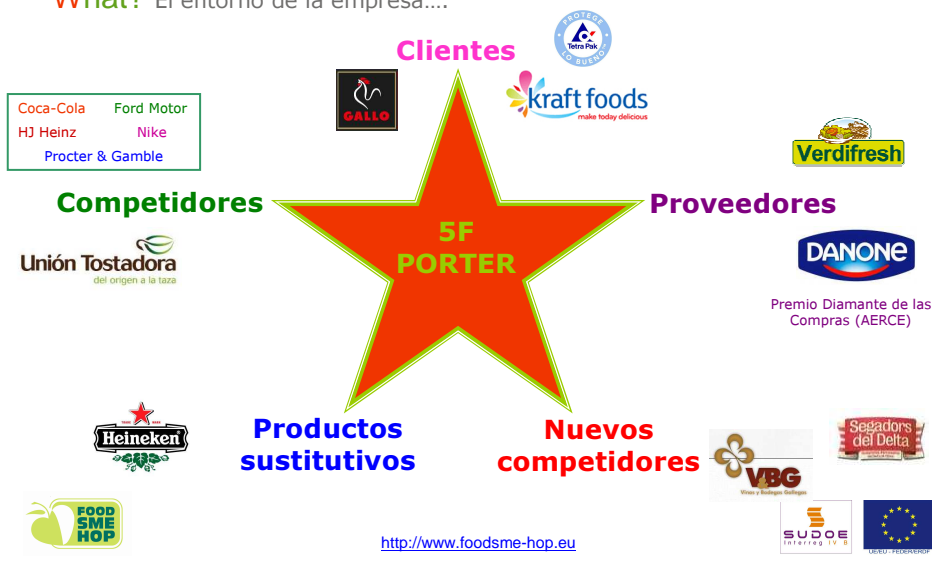 What? El entorno de la empresa….
Clientes
PROTEGE
Tetra Pak
LO BUENO
GALLO
kraft foods
make today delicious
Coca-Cola Ford Motor
HJ Heinz Nike
Procter & Gamble
Verdifresh
Competidores
Proveedores
5F
PORTER
Unión Tostadora
del origen a la taza
DANONE
Premio Diamante de las
Compras (AERCE)
Heineken
Productos
sustitutivos
Nuevos
competidores
Segadors
del Delta
VBG
Vinos y Bodegas Gallegas
FOOD
SME
HOP
http://www.foodsme-hop.eu
SUDOE
Interreg IV B
UE/EU - FEDER/ERDF